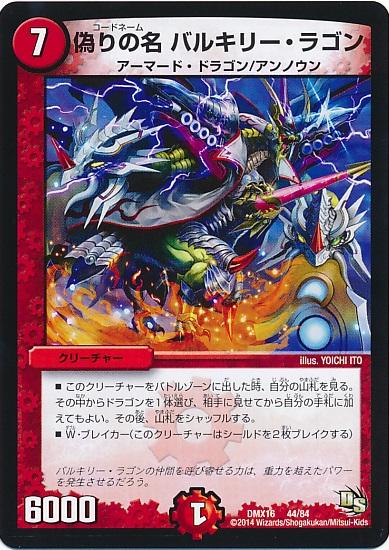 7
コードネーム
偽りの名 バルキリー・ラゴン
アーマード・ドラゴン/アンノウン
クリーチャー
illus. YOICHI ITO
■ このクリーチャーをバトルゾーンに出した時、自分の山札を見る。
その中からドラゴンを1体選び、相手に見せてから自分の手札に加
えてもよい。その後、山札をシャッフルする。
■ W・ブレイカー(このクリーチャーはシールドを2枚ブレイクする)
バルキリー・ラゴンの仲間を呼び寄せる力は、重力を超えたパワー
を発生させるだろう。
6000
1
DMX16 44/84
©2014 Wizards/Shogakukan/Mitsui-Kids
DS